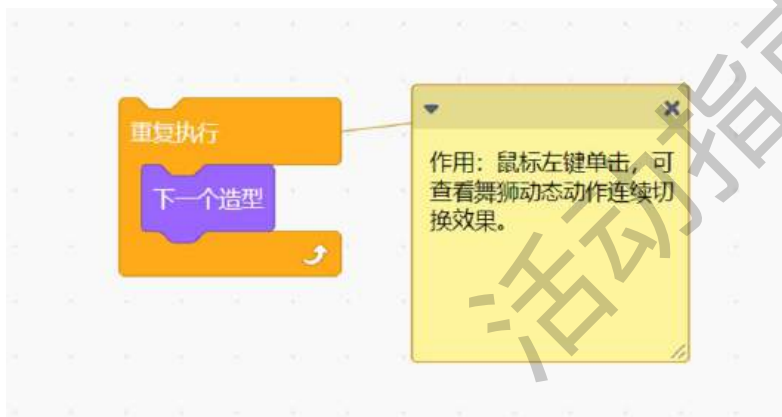 重复执行
下一个造型
作用：鼠标左键单击，可
查看舞狮动态动作连续切
换效果。
活动指